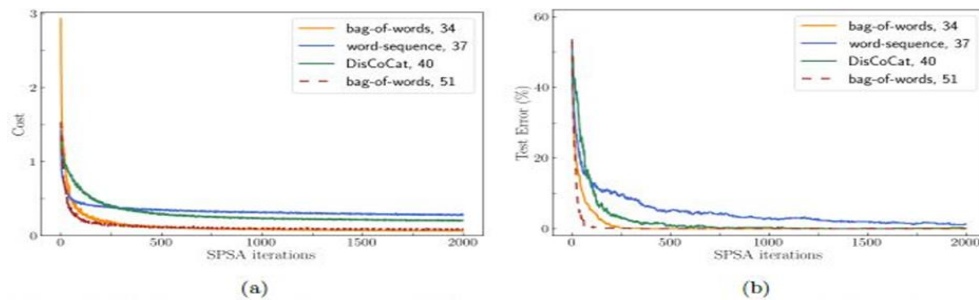 3
2
1
0
Cost
bag-of-words, 34
word-sequence, 37
DisCoCat, 40
bag-of-words, 51
0
500
1000
1500
2000
SPSA iterations
(a)
60
40
20
0
Test Error (%)
bag-of-words, 34
word-sequence, 37
DisCoCat, 40
bag-of-words, 51
0
500
1000
1500
2000
SPSA iterations
(b)